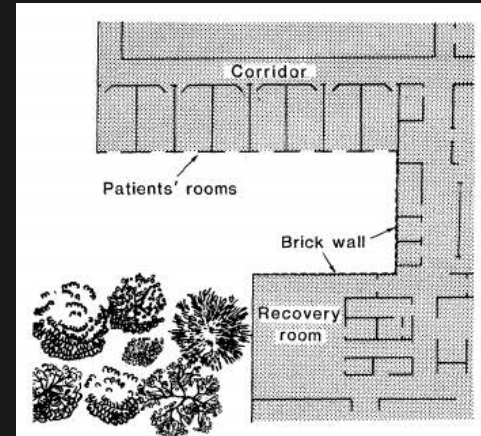 Corridor
Patients' rooms
Brick wall
Recovery
room